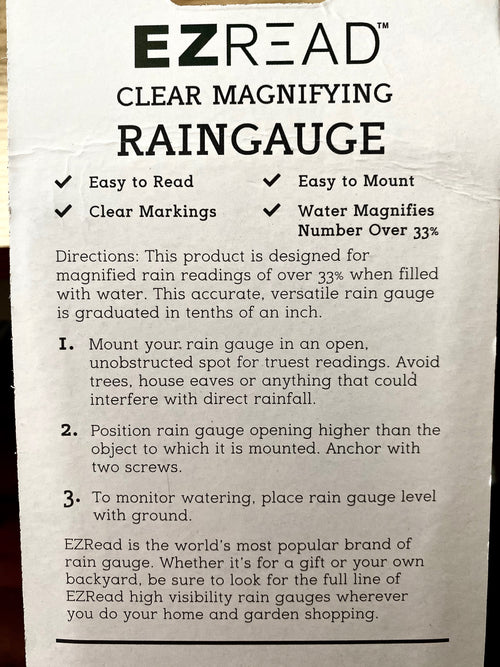 EZREAD™
CLEAR MAGNIFYING
RAINGAUGE
✓ Easy to Read ✓ Easy to Mount
✓ Clear Markings ✓ Water Magnifies
Number Over 33%
Directions: This product is designed for
magnified rain readings of over 33% when filled
with water. This accurate, versatile rain gauge
is graduated in tenths of an inch.
1. Mount your rain gauge in an open,
unobstructed spot for truest readings. Avoid
trees, house eaves or anything that could
interfere with direct rainfall.
2. Position rain gauge opening higher than the
object to which it is mounted. Anchor with
two screws.
3. To monitor watering, place rain gauge level
with ground.
EZRead is the world's most popular brand of
rain gauge. Whether it's for a gift or your own
backyard, be sure to look for the full line of
EZRead high visibility rain gauges wherever
you do your home and garden shopping.